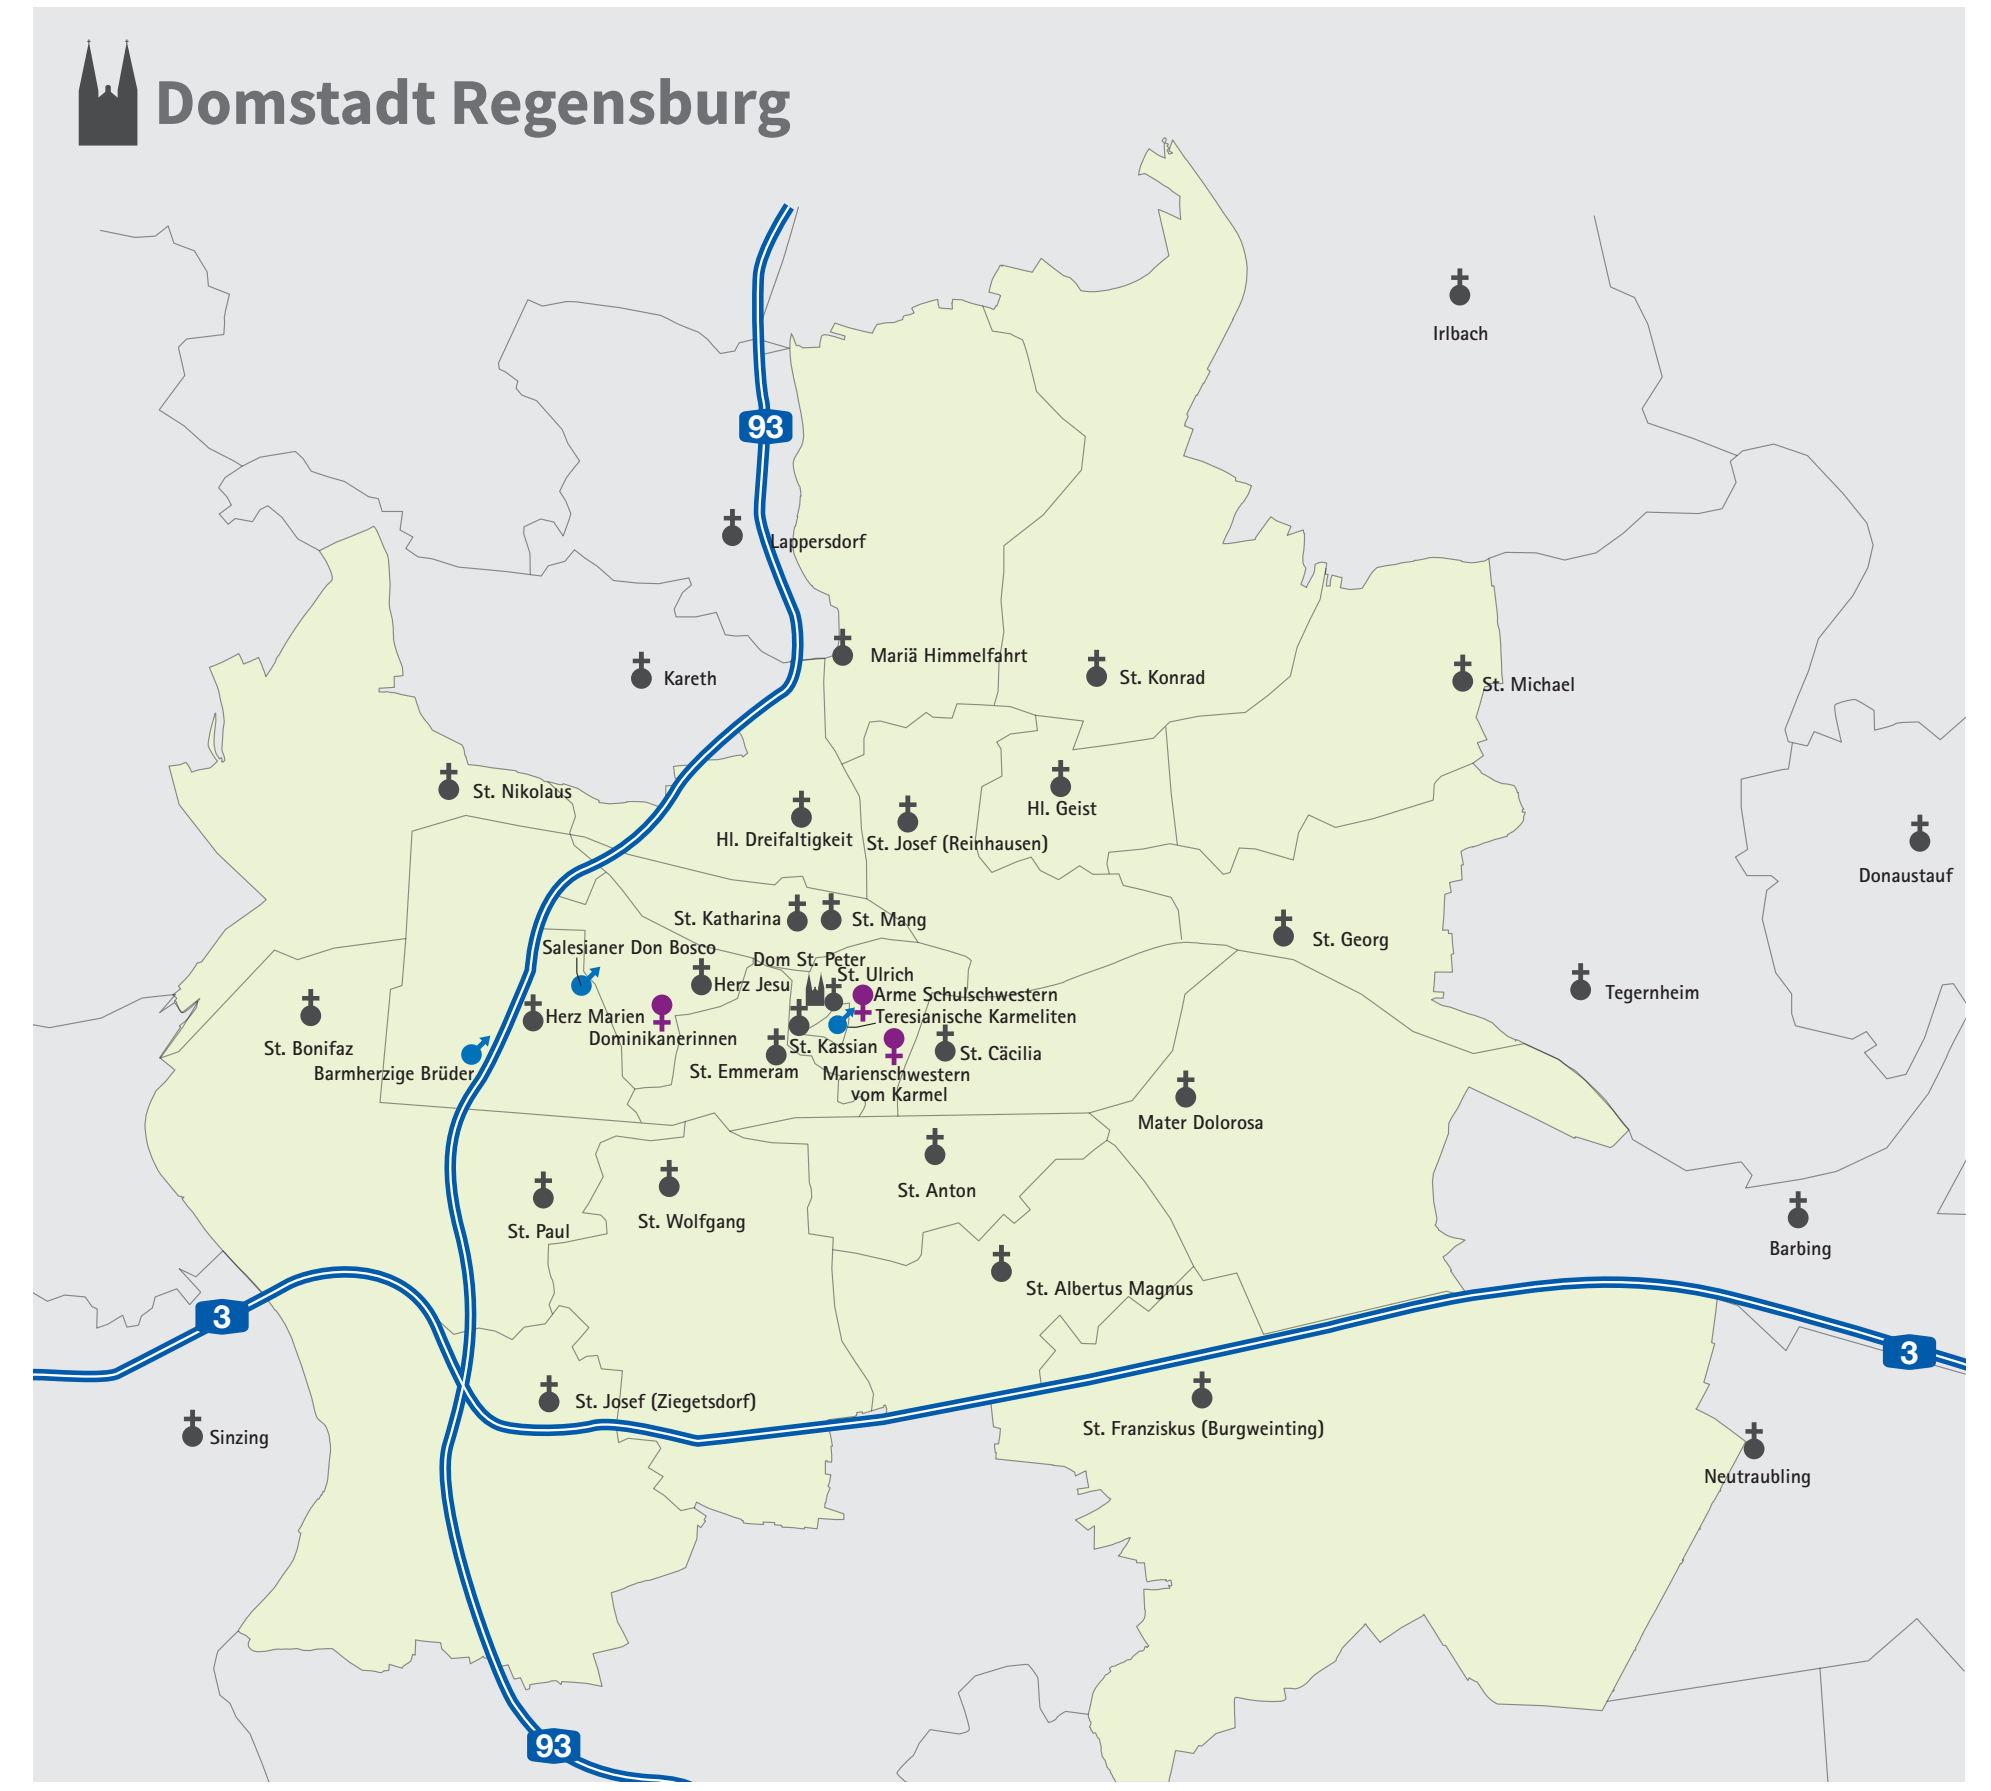 Domstadt Regensburg
Irlbach
93
Lappersdorf
Mariä Himmelfahrt
Kareth
St. Konrad
St. Michael
St. Nikolaus
Hl. Geist
Hl. Dreifaltigkeit
St. Josef (Reinhausen)
Donaustauf
St. Katharina
St. Mang
St. Georg
Salesianer Don Bosco
Dom St. Peter
St. Ulrich
Herz Jesu
Arme Schulschwestern
Tegernheim
Herz Marien
Teresianische Karmeliten
Dominikanerinnen
St. Bonifaz
St. Kassian
St. Cäcilia
Barmherzige Brüder
St. Emmeram
Marienschwestern
vom Karmel
Mater Dolorosa
St. Anton
St. Paul
St. Wolfgang
Barbing
St. Albertus Magnus
3
3
St. Josef (Ziegetsdorf)
St. Franziskus (Burgweinting)
Sinzing
Neutraubling
93